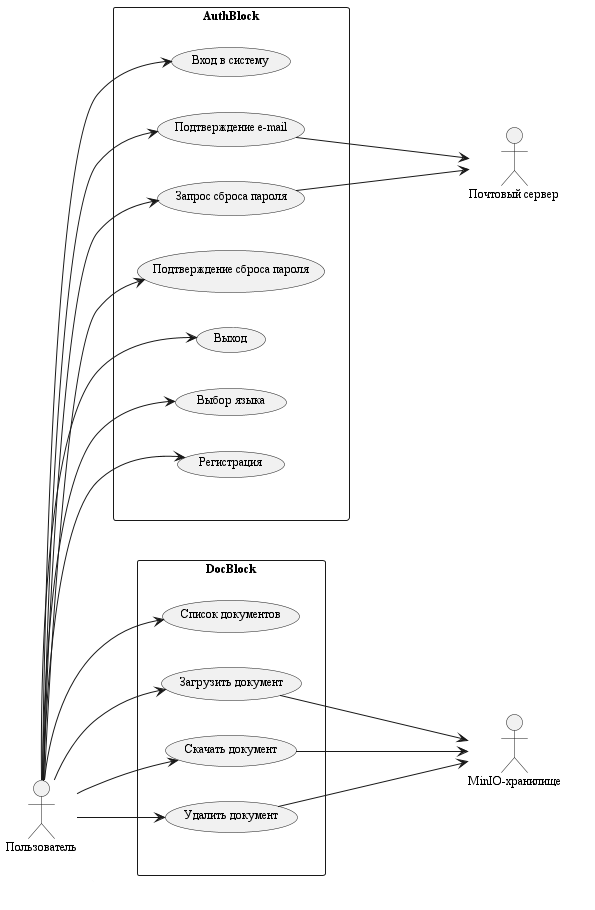 AuthBlock
Вход в систему
Подтверждение e-mail
Запрос сброса пароля
Подтверждение сброса пароля
Выход
Выбор языка
Регистрация
Почтовый сервер
DocBlock
Список документов
Загрузить документ
Скачать документ
Удалить документ
MinIO-хранилище
Пользователь